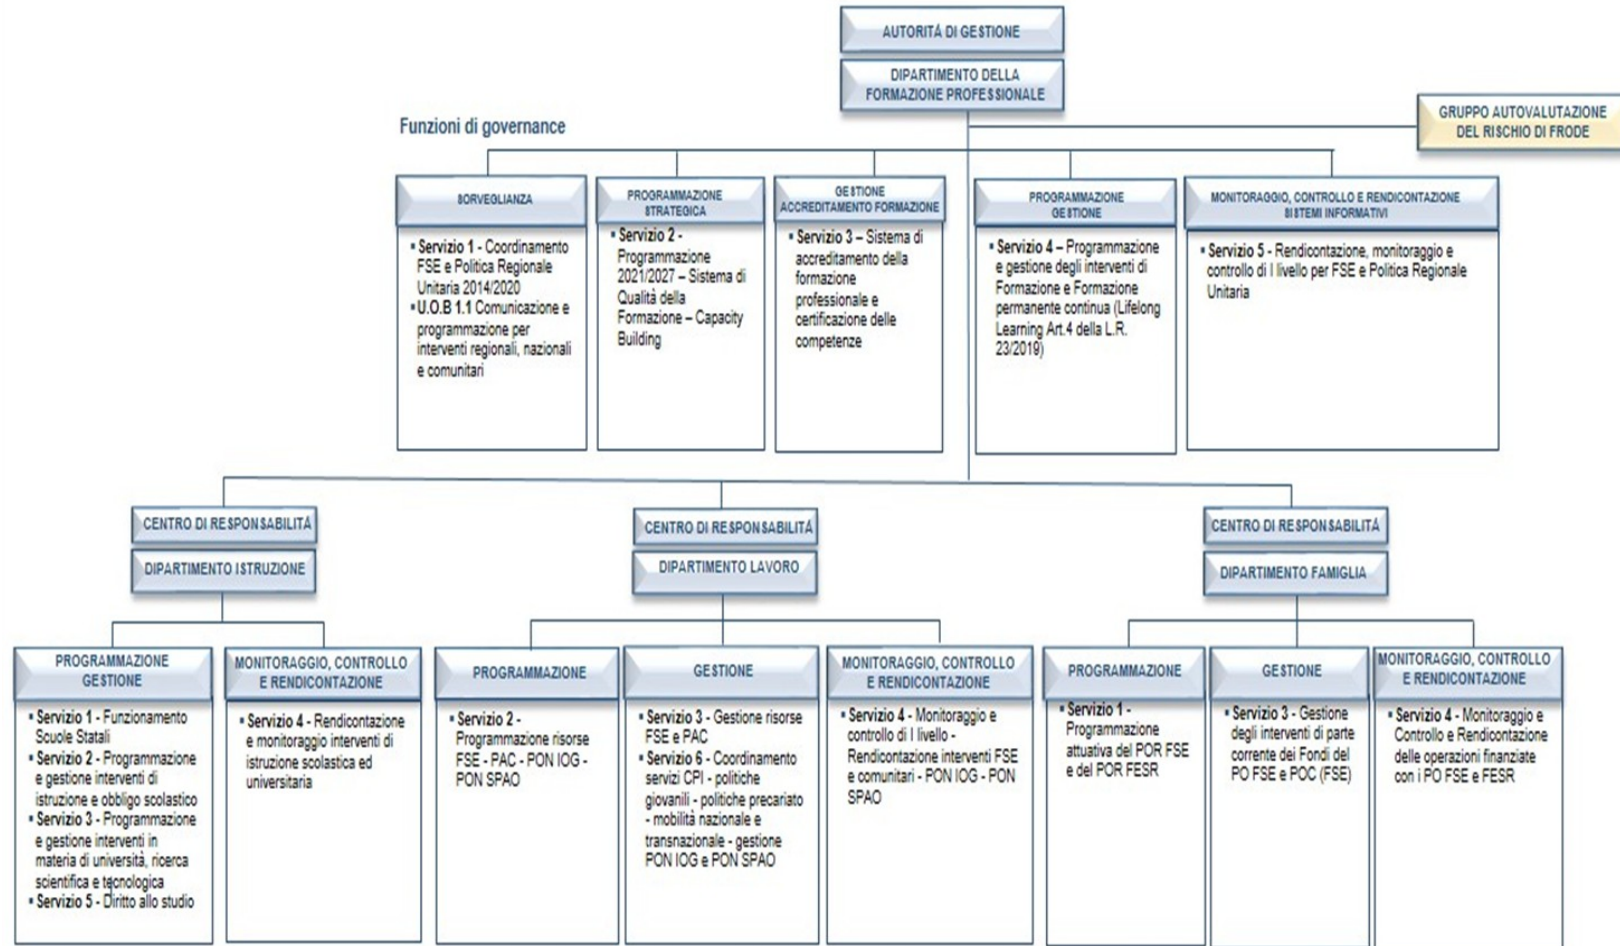 AUTORITÁ DI GESTIONE
DIPARTIMENTO DELLA
FORMAZIONE PROFESSIONALE
GRUPPO AUTOVALUTAZIONE
DEL RISCHIO DI FRODE
Funzioni di governance
SORVEGLIANZA
▪ Servizio 1 - Coordinamento
FSE e Politica Regionale
Unitaria 2014/2020
▪ U.O.B 1.1 Comunicazione e
programmazione per
interventi regionali, nazionali
e comunitari
PROGRAMMAZIONE
STRATEGICA
▪ Servizio 2 -
Programmazione
2021/2027 – Sistema di
Qualità della
Formazione – Capacity
Building
GESTIONE
ACCREDITAMENTO FORMAZIONE
▪ Servizio 3 – Sistema di
accreditamento della
formazione
professionale e
certificazione delle
competenze
PROGRAMMAZIONE
GESTIONE
▪ Servizio 4 – Programmazione
e gestione degli interventi di
Formazione e Formazione
permanente continua (Lifelong
Learning Art.4 della L.R.
23/2019)
MONITORAGGIO, CONTROLLO E RENDICONTAZIONE
SISTEMI INFORMATIVI
▪ Servizio 5 - Rendicontazione, monitoraggio e
controllo di I livello per FSE e Politica Regionale
Unitaria
CENTRO DI RESPONSABILITÁ
DIPARTIMENTO ISTRUZIONE
CENTRO DI RESPONSABILITÁ
DIPARTIMENTO LAVORO
CENTRO DI RESPONSABILITÁ
DIPARTIMENTO FAMIGLIA
PROGRAMMAZIONE
GESTIONE
▪ Servizio 1 - Funzionamento
Scuole Statali
▪ Servizio 2 - Programmazione
e gestione interventi di
istruzione e obbligo scolastico
▪ Servizio 3 - Programmazione
e gestione interventi in
materia di università, ricerca
scientifica e tecnologica
▪ Servizio 5 - Diritto allo studio
MONITORAGGIO, CONTROLLO
E RENDICONTAZIONE
▪ Servizio 4 - Rendicontazione
e monitoraggio interventi di
istruzione scolastica ed
universitaria
PROGRAMMAZIONE
▪ Servizio 2 -
Programmazione risorse
FSE - PAC - PON IOG -
PON SPAO
GESTIONE
▪ Servizio 3 - Gestione risorse
FSE e PAC
▪ Servizio 6 - Coordinamento
servizi CPI - politiche
giovanili - politiche precariato
- mobilità nazionale e
transnazionale - gestione
PON IOG e PON SPAO
MONITORAGGIO, CONTROLLO
E RENDICONTAZIONE
▪ Servizio 4 - Monitoraggio e
controllo di I livello -
Rendicontazione interventi FSE
e comunitari - PON IOG - PON
SPAO
PROGRAMMAZIONE
▪ Servizio 1 -
Programmazione
attuativa del POR FSE
e del POR FESR
GESTIONE
▪ Servizio 3 - Gestione
degli interventi di parte
corrente dei Fondi del
PO FSE e POC (FSE)
MONITORAGGIO, CONTROLLO
E RENDICONTAZIONE
▪ Servizio 4 - Monitoraggio e
Controllo e Rendicontazione
delle operazioni finanziate
con i PO FSE e FESR